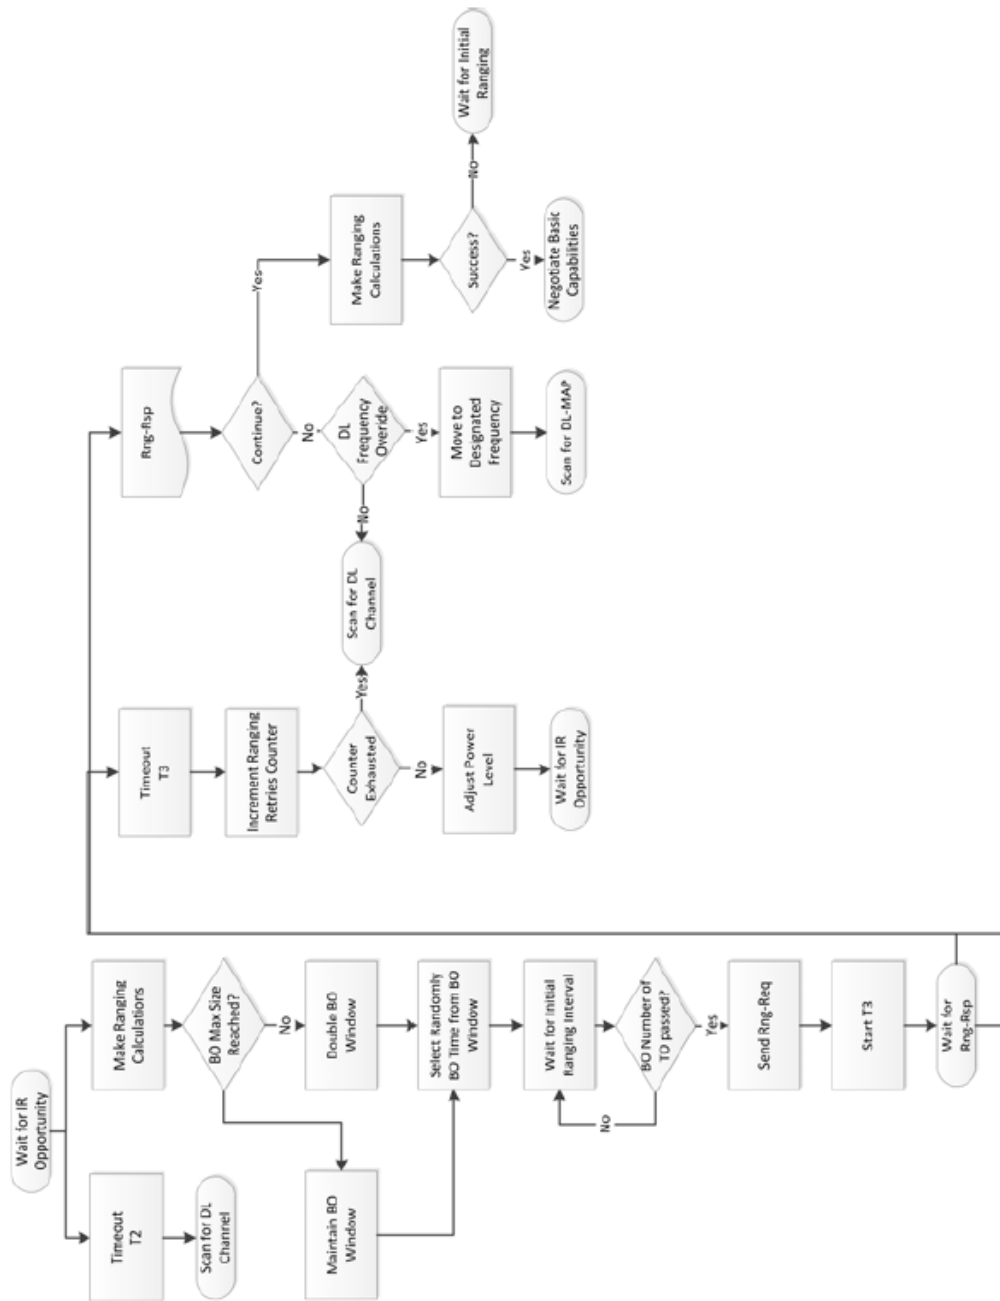 Wait for IR
Opportunity
Timeout
T2
Scan for DL
Channel
Make Ranging
Calculations
BO Max Size
Reached?
No
Double BO
Window
Maintain BO
Window
Select Randomly
BO Time from BO
Window
Wait for Initial
Ranging Interval
BO Number of
TO passed?
No
Yes
Send Rng-Req
Start T3
Wait for
Rng-Rsp
Timeout
T3
Increment Ranging
Retries Counter
Counter
Exhausted
Yes
No
Adjust Power
Level
Wait for IR
Opportunity
Scan for DL
Channel
Rng-Rsp
Continue?
Yes
No
DL
Frequency
Overide
No
Yes
Move to
Designated
Frequency
Scan for DL-MAP
Make Ranging
Calculations
Success?
No
Yes
Negotiate Basic
Capabilities
Wait for Initial
Ranging